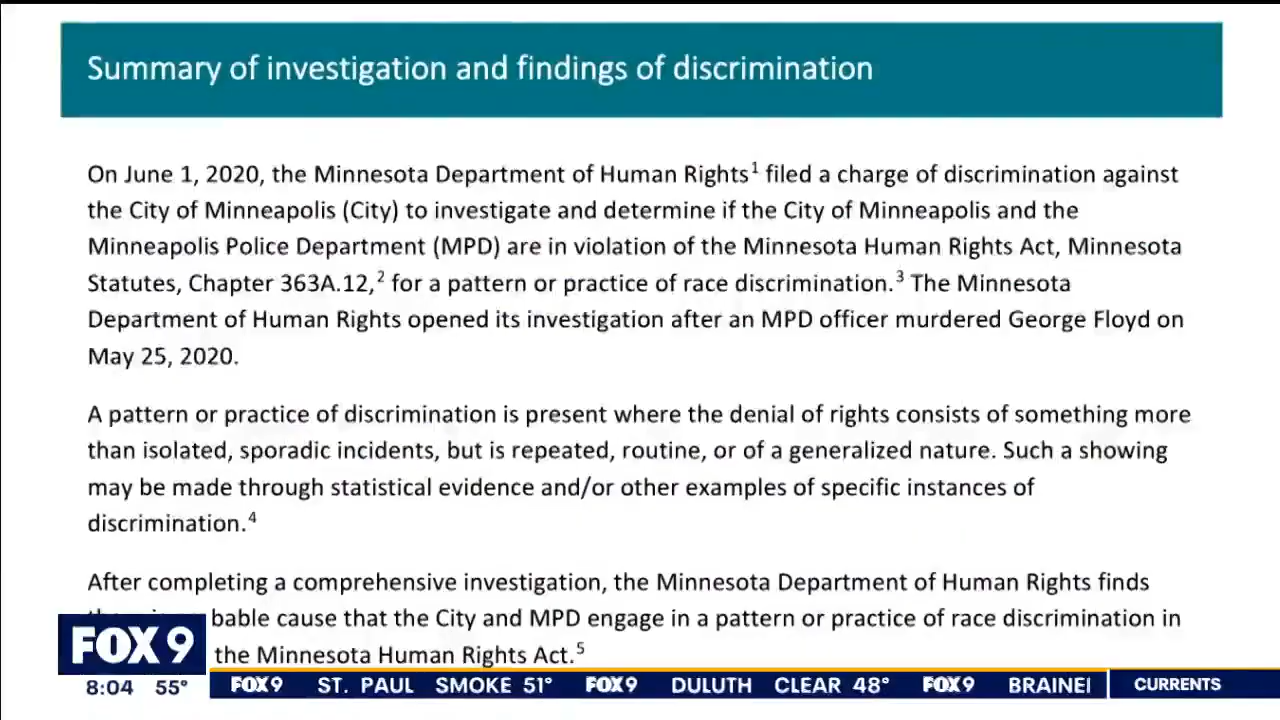 Summary of investigation and findings of discrimination
On June 1, 2020, the Minnesota Department of Human Rights¹ filed a charge of discrimination against
the City of Minneapolis (City) to investigate and determine if the City of Minneapolis and the
Minneapolis Police Department (MPD) are in violation of the Minnesota Human Rights Act, Minnesota
Statutes, Chapter 363A.12,² for a pattern or practice of race discrimination.³ The Minnesota
Department of Human Rights opened its investigation after an MPD officer murdered George Floyd on
May 25, 2020.
A pattern or practice of discrimination is present where the denial of rights consists of something more
than isolated, sporadic incidents, but is repeated, routine, or of a generalized nature. Such a showing
may be made through statistical evidence and/or other examples of specific instances of
discrimination.⁴
After completing a comprehensive investigation, the Minnesota Department of Human Rights finds
bable cause that the City and MPD engage in a pattern or practice of race discrimination in
the Minnesota Human Rights Act.⁵
FOX 9
8:04 55°
FOX9 ST. PAUL SMOKE 51° FOX9 DULUTH CLEAR 48° FOX9 BRAINE CURRENTS